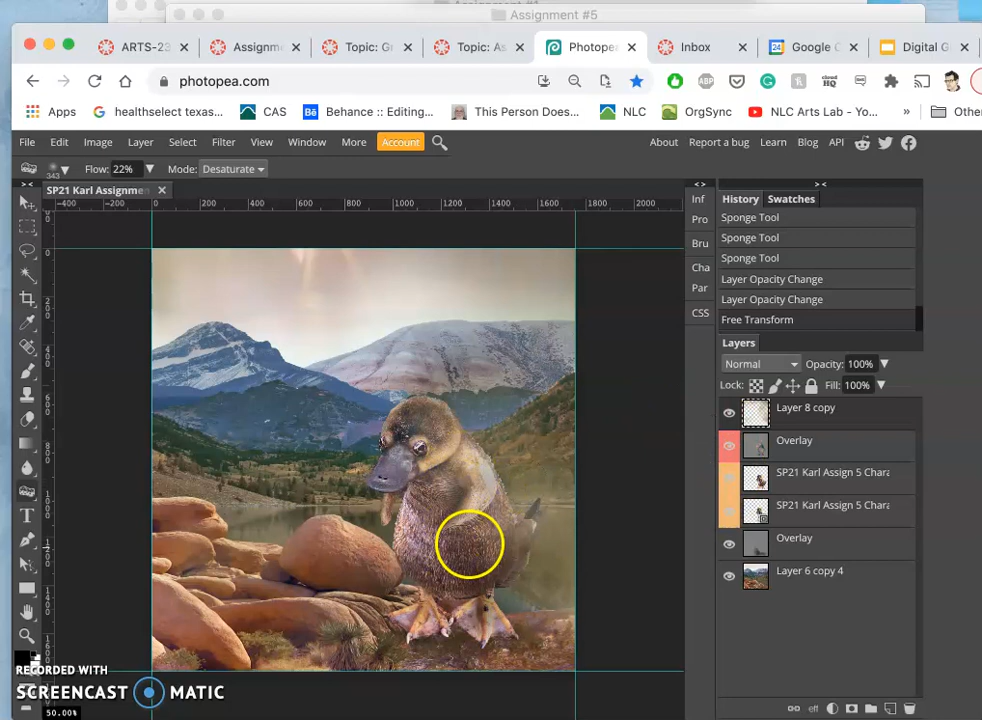 Assignment #1
Assignment #5
ARTS-23 Assignm Topic: G Topic: As Photopea Inbox Google C Digital G
photopea.com
Apps healthselect texas... CAS Behance :: Editing... This Person Does... NLC OrgSync NLC Arts Lab - Yo... » Othe
File Edit Image Layer Select Filter View Window More Account About Report a bug Learn Blog API
343 Flow: 22% Mode: Desaturate
SP21 Karl Assignmen
Inf History Swatches
-400 -200 0 200 400 600 800 1000 1200 1400 1600 1800 2000
Pro Sponge Tool
Bru Sponge Tool
Sponge Tool
Cha Layer Opacity Change
Par Layer Opacity Change
CSS Free Transform
Layers
Normal Opacity: 100%
Lock: Fill: 100%
Layer 8 copy
Overlay
SP21 Karl Assign 5 Chara
SP21 Karl Assign 5 Chara
Overlay
Layer 6 copy 4
RECORDED WITH
SCREENCAST MATIC
50.00%
eff